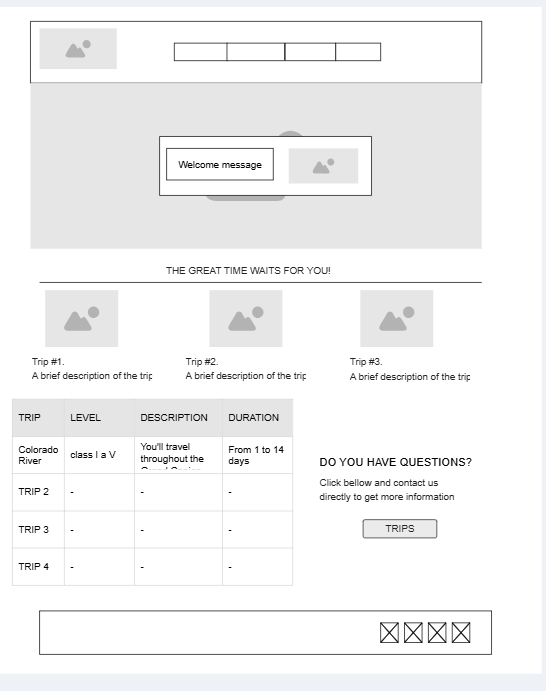 Welcome message
THE GREAT TIME WAITS FOR YOU!
Trip #1.
A brief description of the trip
Trip #2.
A brief description of the trip
Trip #3.
A brief description of the trip
TRIP LEVEL DESCRIPTION DURATION
Colorado River class I a V You'll travel throughout the From 1 to 14 days
TRIP 2 - - -
TRIP 3 - - -
TRIP 4 - - -
DO YOU HAVE QUESTIONS?
Click bellow and contact us
directly to get more information
TRIPS